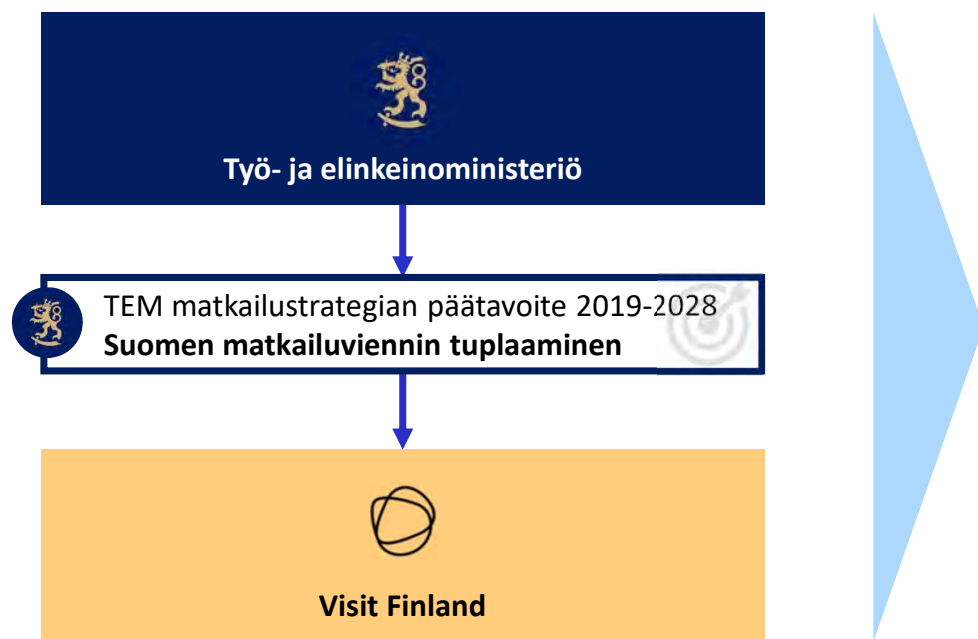 Työ- ja elinkeinoministeriö
TEM matkailustrategian päätavoite 2019-2028
Suomen matkailuviennin tuplaaminen
Visit Finland